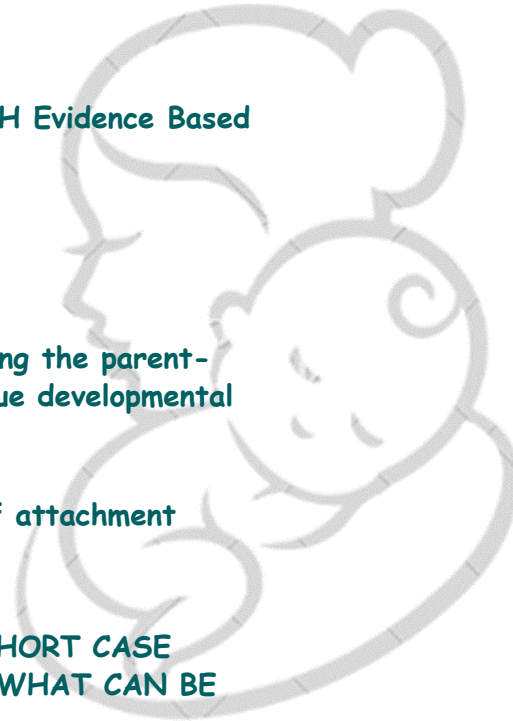 H Evidence Based
ng the parent-
ue developmental
f attachment
HORT CASE
WHAT CAN BE